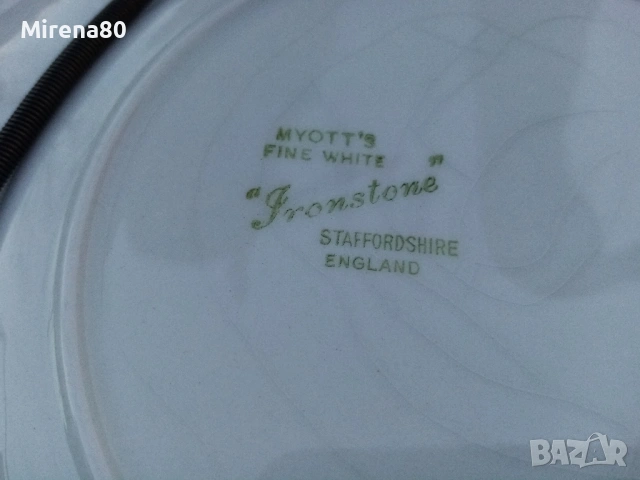 Mirena80
MYOTT'S
FINE WHITE
"Ironstone"
STAFFORDSHIRE
ENGLAND
BAZAR